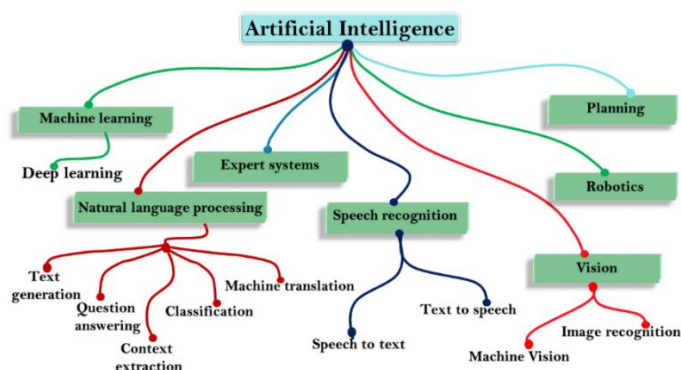 Artificial Intelligence
Machine learning
Planning
Deep learning
Expert systems
Robotics
Natural language processing
Speech recognition
Vision
Text
generation
Question
answering
Context
extraction
Classification
Machine translation
Speech to text
Text to speech
Machine Vision
Image recognition